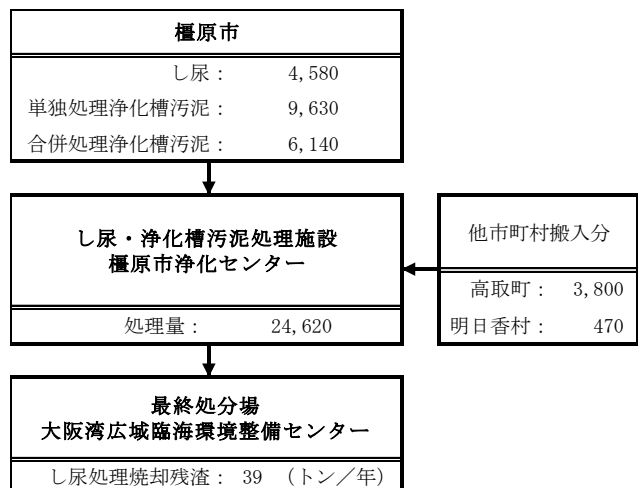 橿原市
し尿： 4,580
単独処理浄化槽汚泥： 9,630
合併処理浄化槽汚泥： 6,140
し尿・浄化槽汚泥処理施設
橿原市浄化センター
処理量： 24,620
他市町村搬入分
高取町： 3,800
明日香村： 470
最終処分場
大阪湾広域臨海環境整備センター
し尿処理焼却残渣： 39 （トン／年）